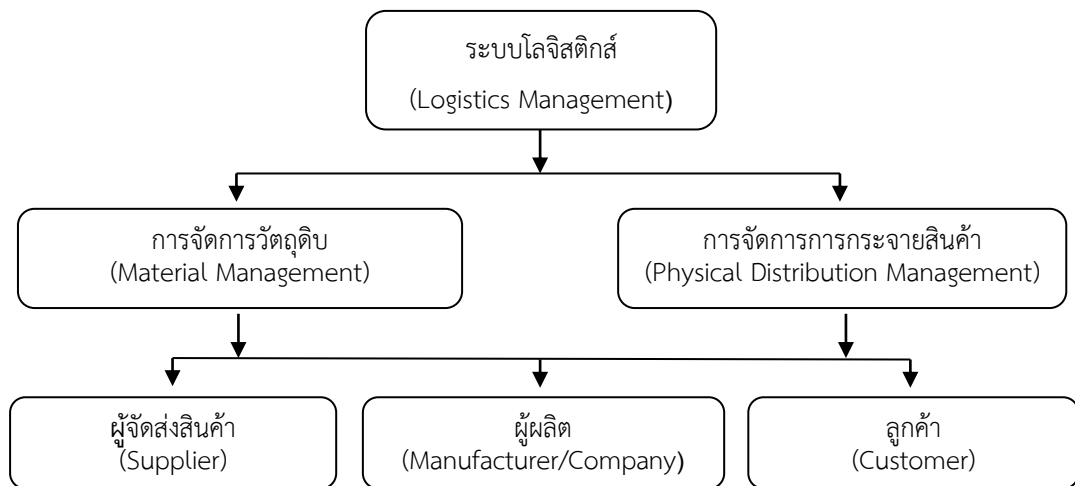 ระบบโลจิสติกส์
(Logistics Management)
การจัดการวัตถุดิบ
(Material Management)
การจัดการการกระจายสินค้า
(Physical Distribution Management)
ผู้จัดส่งสินค้า
(Supplier)
ผู้ผลิต
(Manufacturer/Company)
ลูกค้า
(Customer)